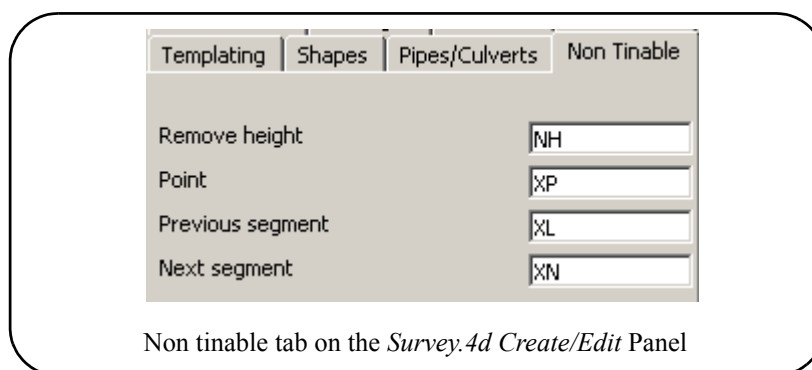 Templating Shapes Pipes/Culverts Non Tinable
Remove height NH
Point XP
Previous segment XL
Next segment XN
Non tinable tab on the Survey.4d Create/Edit Panel